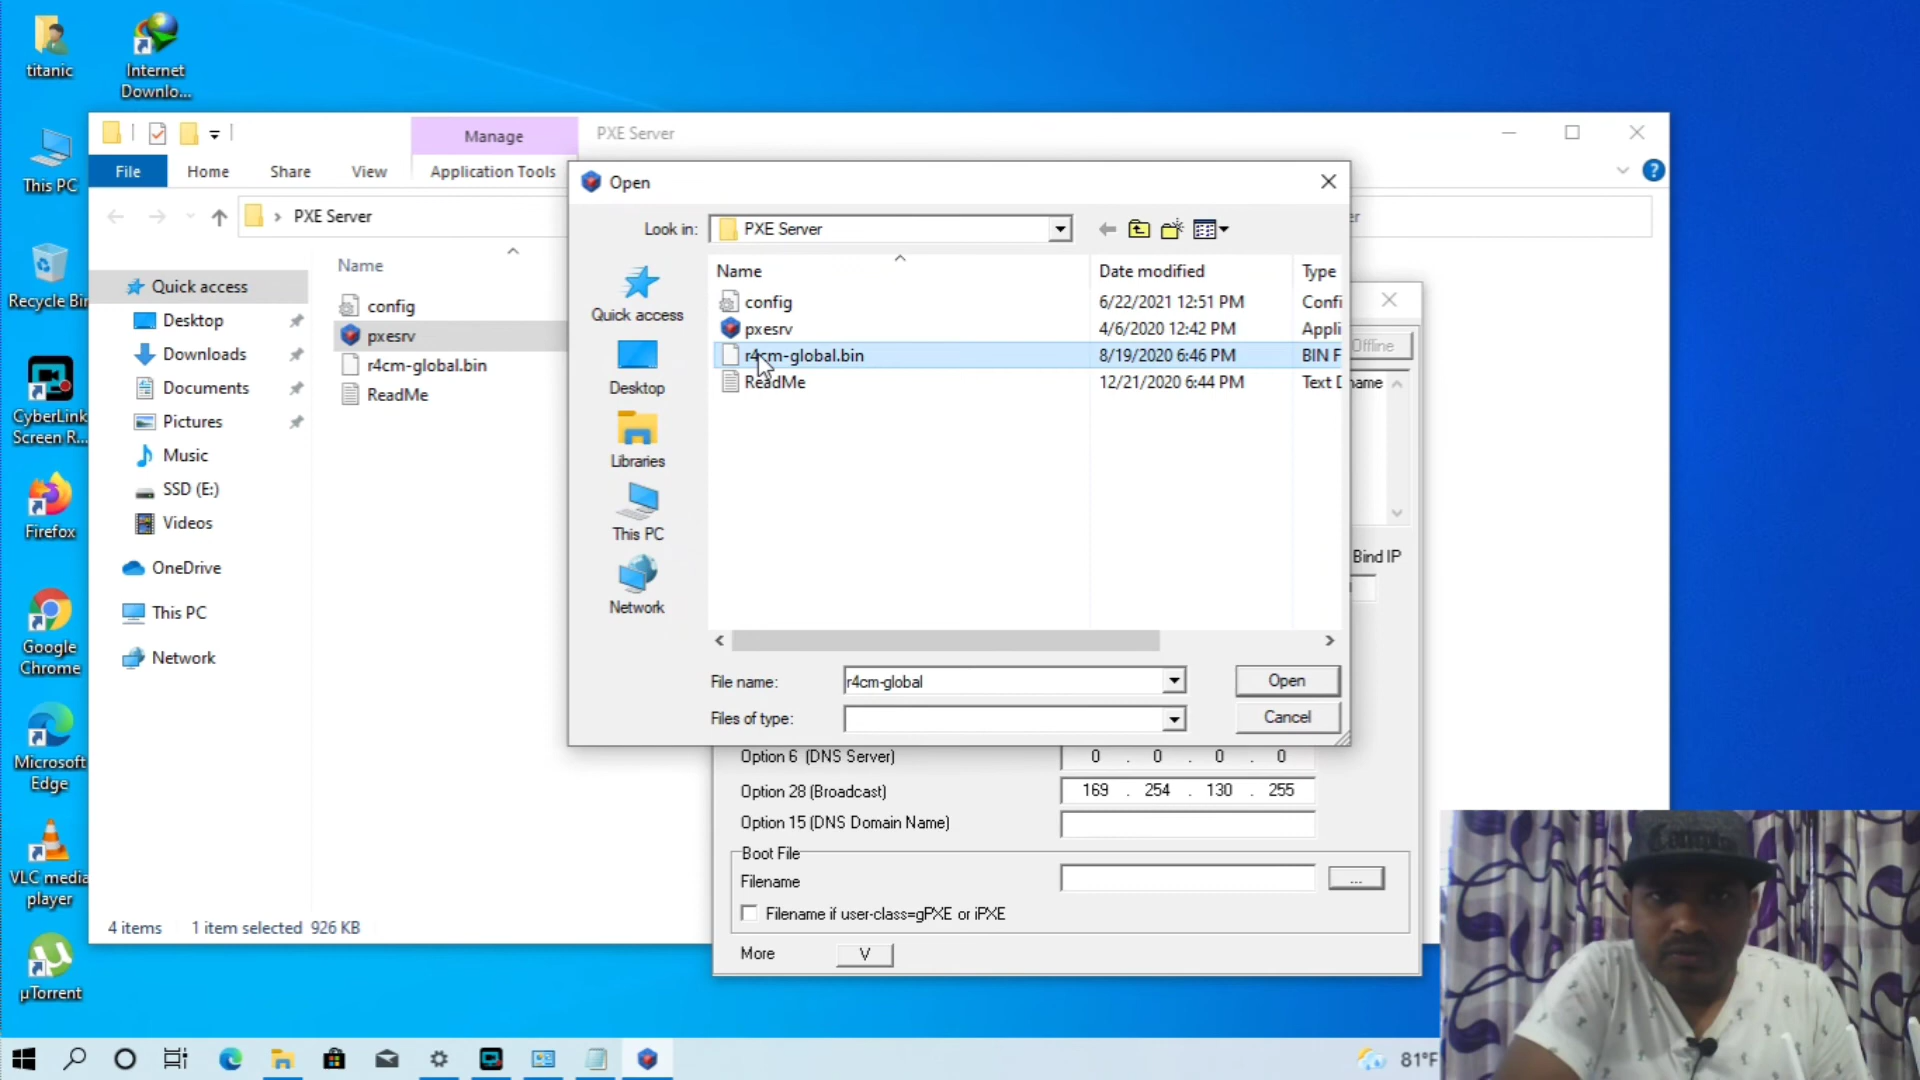 titanic
Internet
Downlo...
This PC
Recycle Bin
CyberLink
Screen R...
Firefox
Google
Chrome
Microsoft
Edge
VLC media
player
µTorrent
Manage
PXE Server
File
Home
Share
View
Application Tools
PXE Server
Name
Quick access
Desktop
Downloads
Documents
Pictures
Music
SSD (E:)
Videos
OneDrive
This PC
Network
config
pxesrv
r4cm-global.bin
ReadMe
4 items
1 item selected 926 KB
Open
Look in:
PXE Server
Name
Date modified
Type
config
6/22/2021 12:51 PM
Confi
pxesrv
4/6/2020 12:42 PM
Appli
r4cm-global.bin
8/19/2020 6:46 PM
BIN F
ReadMe
12/21/2020 6:44 PM
Text D
Quick access
Desktop
Libraries
This PC
Network
File name:
r4cm-global
Open
Files of type:
Cancel
Offline
name
Bind IP
Option 6 (DNS Server)
0 . 0 . 0 . 0
Option 28 (Broadcast)
169 . 254 . 130 . 255
Option 15 (DNS Domain Name)
Boot File
Filename
...
Filename if user-class=gPXE or iPXE
More
V
81°F